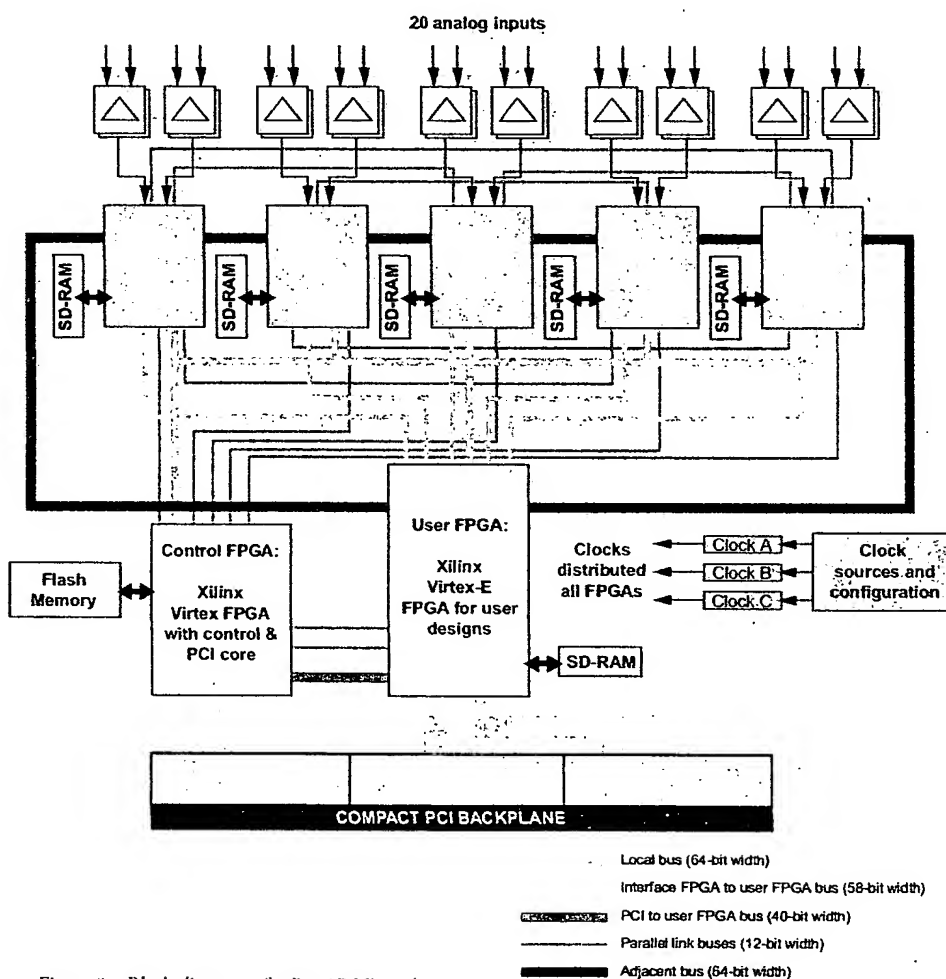 20 analog inputs
SD-RAM
SD-RAM
SD-RAM
SD-RAM
SD-RAM
Flash
Memory
Control FPGA:
Xilinx
Virtex FPGA
with control &
PCI core
User FPGA:
Xilinx
Virtex-E
FPGA for user
designs
Clocks
distributed
all FPGAs
Clock A
Clock B
Clock C
Clock
sources and
configuration
SD-RAM
COMPACT PCI BACKPLANE
Local bus (64-bit width)
Interface FPGA to user FPGA bus (58-bit width)
PCI to user FPGA bus (40-bit width)
Parallel link buses (12-bit width)
Adjacent bus (64-bit width)